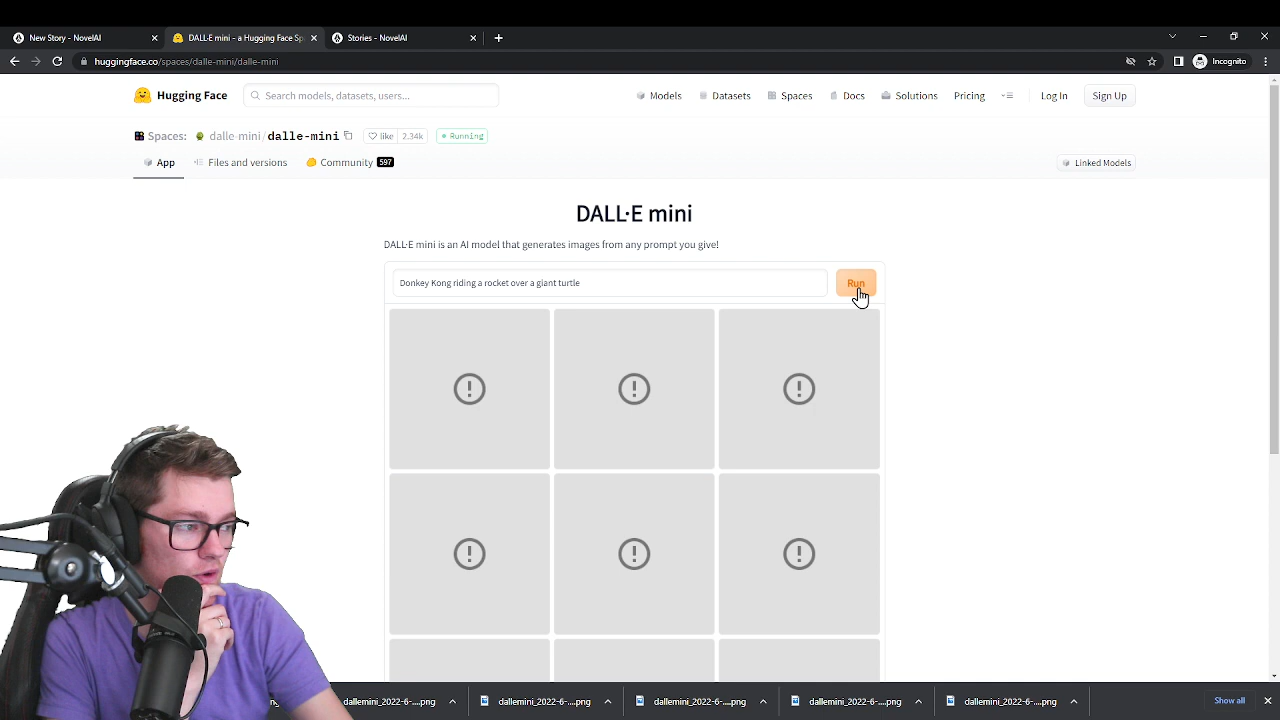 New Story - NovelAI
DALL·E mini - a Hugging Face Sp
Stories - NovelAI
huggingface.co/spaces/dalle-mini/dalle-mini
Incognito
Hugging Face
Search models, datasets, users...
Models
Datasets
Spaces
Docs
Solutions
Pricing
Log In
Sign Up
Spaces:
dalle-mini/dalle-mini
like
2.34k
Running
App
Files and versions
Community
597
Linked Models
DALL·E mini
DALL·E mini is an AI model that generates images from any prompt you give!
Donkey Kong riding a rocket over a giant turtle
Run
dallemini_2022-6-....png
dallemini_2022-6-....png
dallemini_2022-6-....png
dallemini_2022-6-....png
dallemini_2022-6-....png
Show all